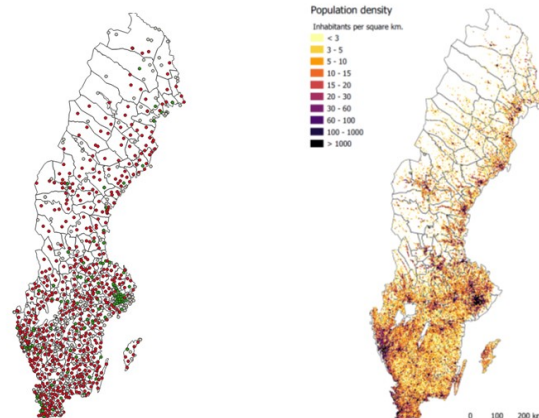 Population density
Inhabitants per square km.
< 3
3 - 5
5 - 10
10 - 15
15 - 20
20 - 30
30 - 60
60 - 100
100 - 1000
> 1000
0 100 200 km